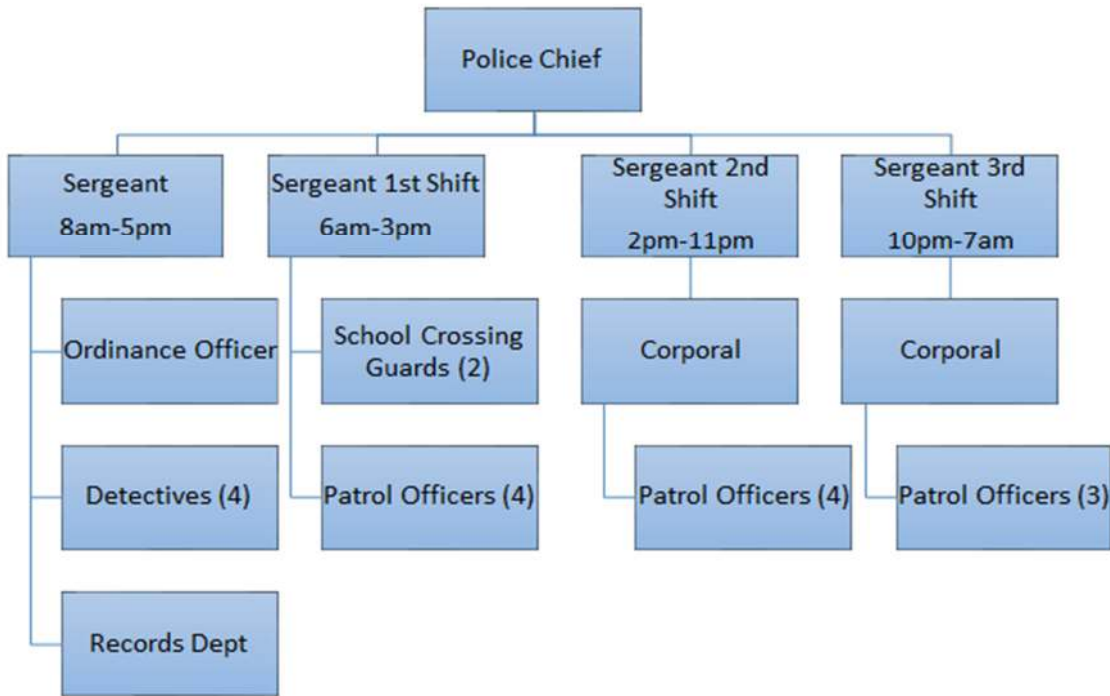 Police Chief
Sergeant
8am-5pm
Sergeant 1st Shift
6am-3pm
Sergeant 2nd
Shift
2pm-11pm
Sergeant 3rd
Shift
10pm-7am
Ordinance Officer
School Crossing
Guards (2)
Corporal
Corporal
Detectives (4)
Patrol Officers (4)
Patrol Officers (4)
Patrol Officers (3)
Records Dept